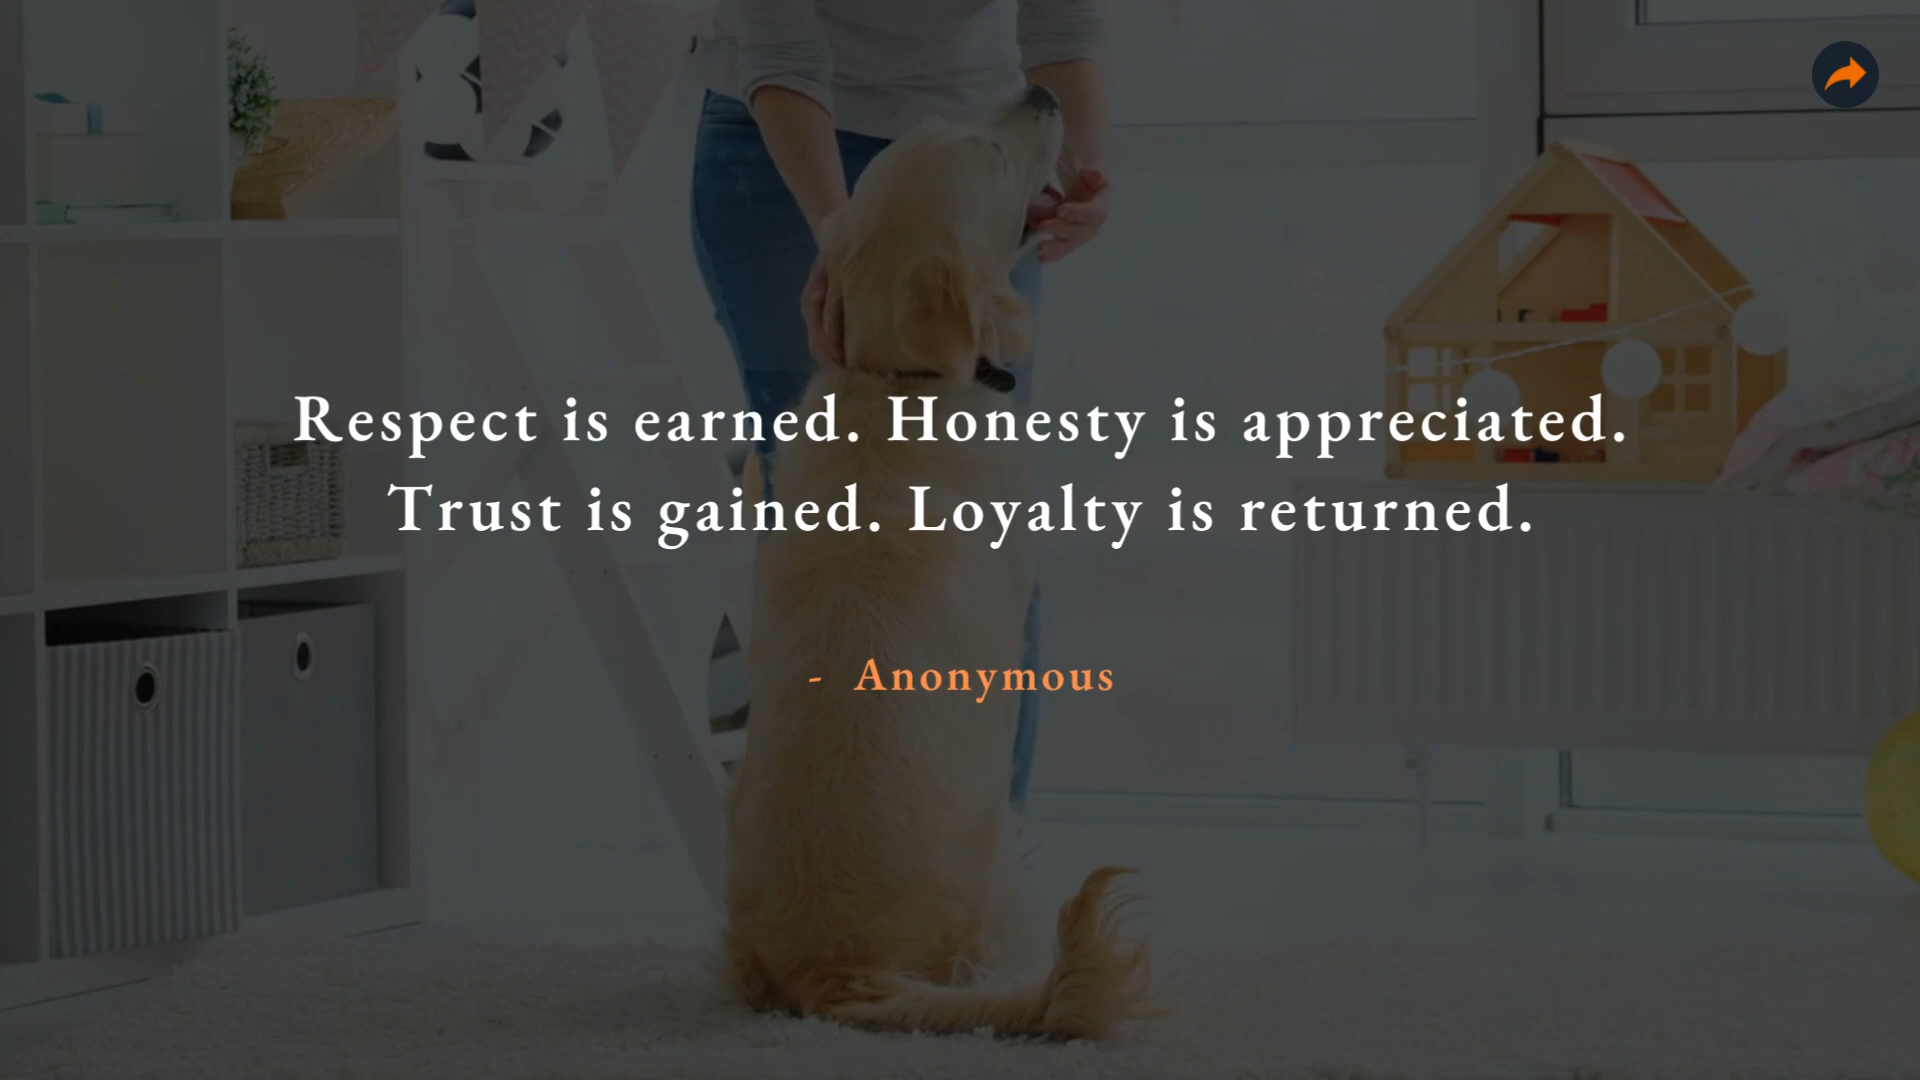 Respect is earned. Honesty is appreciated.
Trust is gained. Loyalty is returned.
- Anonymous